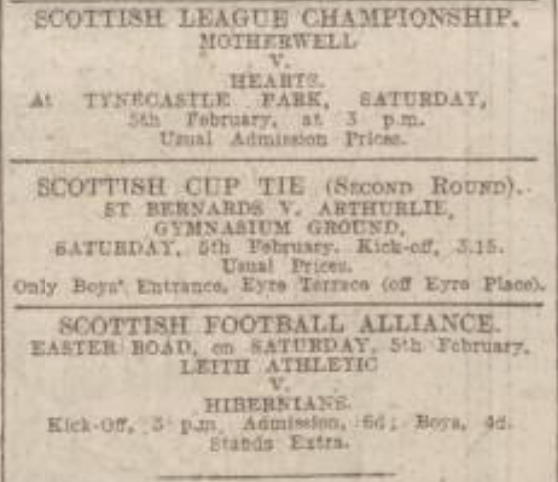 SCOTTISH LEAGUE CHAMPIONSHIP.
MOTHERWELL
V.
HEARTS.
At TYNECASTLE PARK, SATURDAY,
5th February, at 3 p.m.
Usual Admission Prices.
SCOTTISH CUP TIE (SECOND ROUND).
ST BERNARDS V. ARTHURLIE,
GYMNASIUM GROUND,
SATURDAY, 5th February. Kick-off, 3.15.
Usual Prices.
Only Boys' Entrance, Eyre Terrace (off Eyre Place).
SCOTTISH FOOTBALL ALLIANCE.
EASTER ROAD, on SATURDAY, 5th February,
LEITH ATHLETIC
V.
HIBERNIANS.
Kick-Off, 3 p.m. Admission, 6d; Boys, 4d.
Stands Extra.